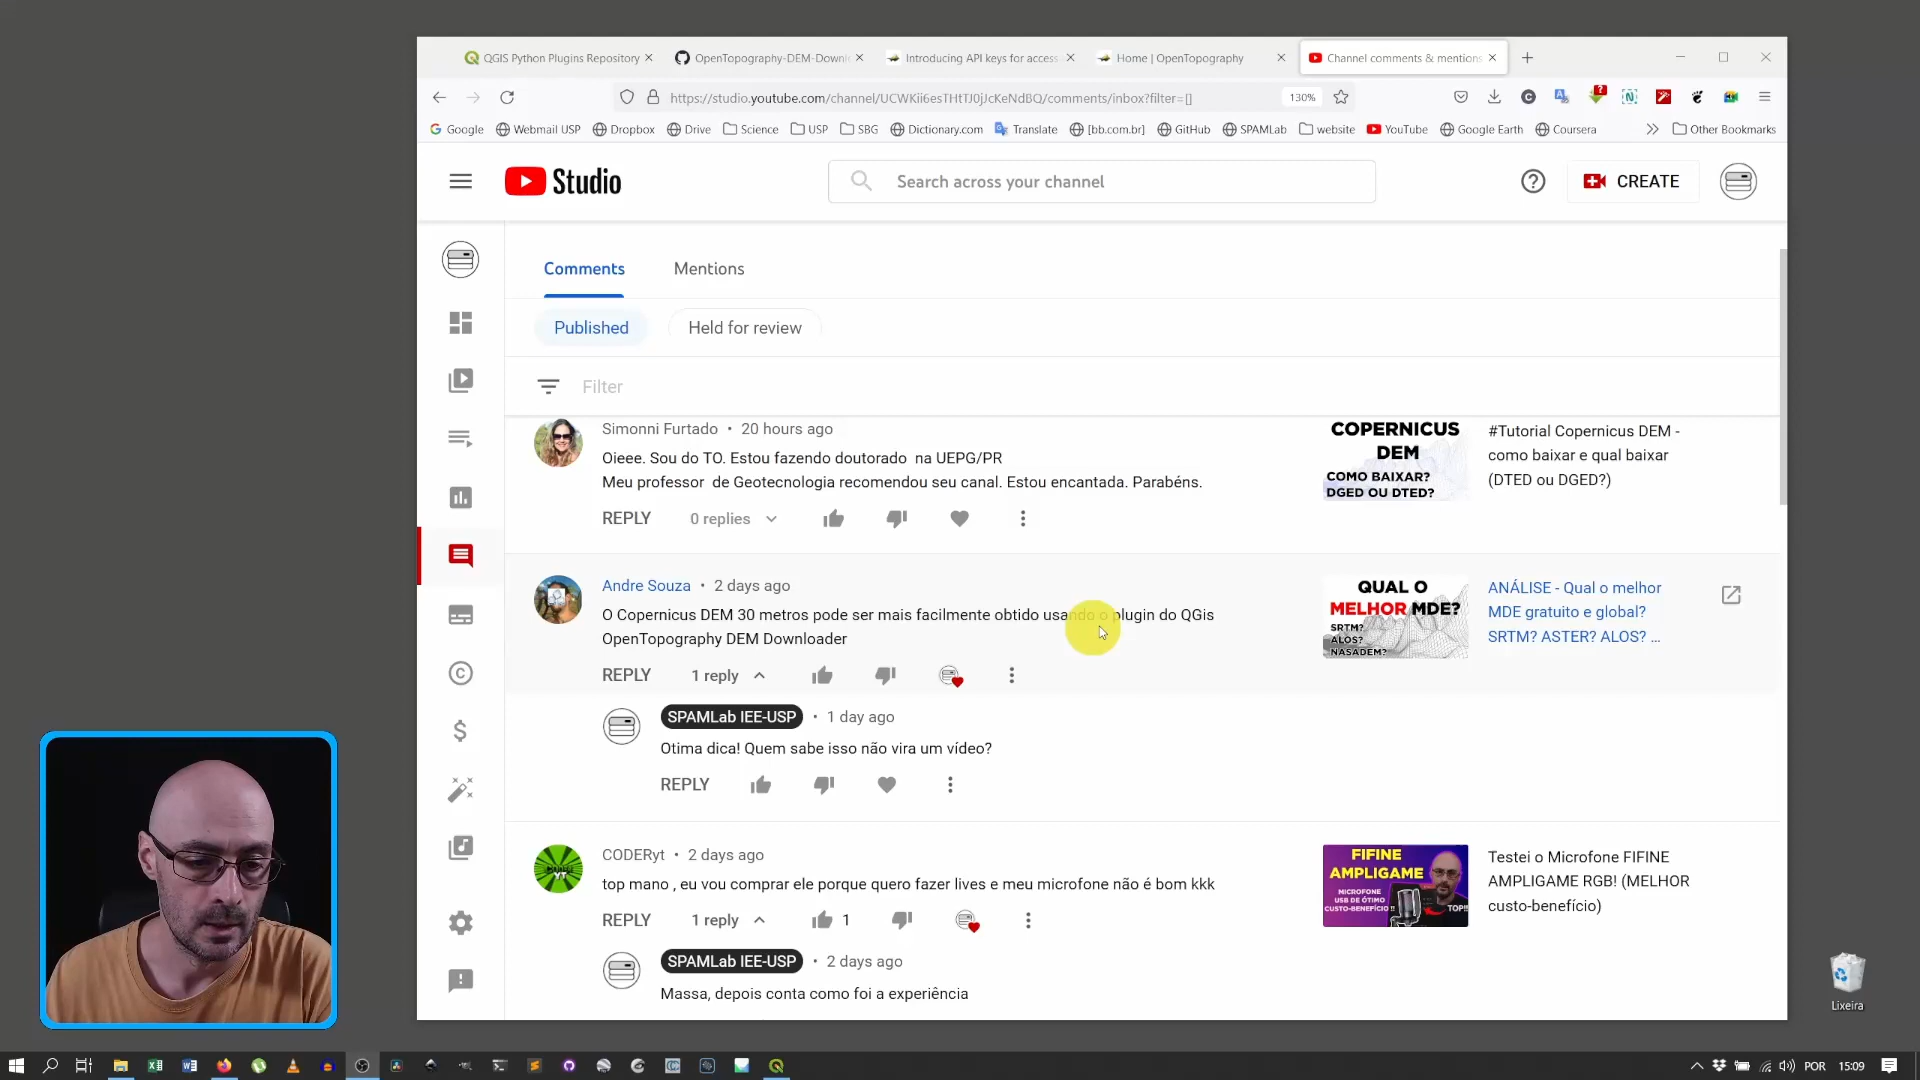 QGIS Python Plugins Repository
OpenTopography-DEM-Downl
Introducing API keys for access
Home | OpenTopography
Channel comments & mentions
https://studio.youtube.com/channel/UCWKii6esTHtTJ0jJcKeNdBQ/comments/inbox?filter=[]
130%
Google
Webmail USP
Dropbox
Drive
Science
USP
SBG
Dictionary.com
Translate
[bb.com.br]
GitHub
SPAMLab
website
YouTube
Google Earth
Coursera
Other Bookmarks
Studio
Search across your channel
CREATE
Comments
Mentions
Published
Held for review
Filter
Simonni Furtado • 20 hours ago
Oieee. Sou do TO. Estou fazendo doutorado na UEPG/PR
Meu professor de Geotecnologia recomendou seu canal. Estou encantada. Parabéns.
REPLY
0 replies
COPERNICUS
DEM
COMO BAIXAR?
DGED OU DTED?
#Tutorial Copernicus DEM -
como baixar e qual baixar
(DTED ou DGED?)
Andre Souza • 2 days ago
O Copernicus DEM 30 metros pode ser mais facilmente obtido usando o plugin do QGis
OpenTopography DEM Downloader
REPLY
1 reply
QUAL O
MELHOR MDE?
SRTM?
ALOS?
NASADEM?
ANÁLISE - Qual o melhor
MDE gratuito e global?
SRTM? ASTER? ALOS? ...
SPAMLab IEE-USP • 1 day ago
Otima dica! Quem sabe isso não vira um vídeo?
REPLY
CODERyt • 2 days ago
top mano , eu vou comprar ele porque quero fazer lives e meu microfone não é bom kkk
REPLY
1 reply
1
FIFINE
AMPLIGAME
MICROFONE
USB DE ÓTIMO
CUSTO-BENEFÍCIO!!
TOP!!
Testei o Microfone FIFINE
AMPLIGAME RGB! (MELHOR
custo-benefício)
SPAMLab IEE-USP • 2 days ago
Massa, depois conta como foi a experiência
Lixeira
POR
15:09